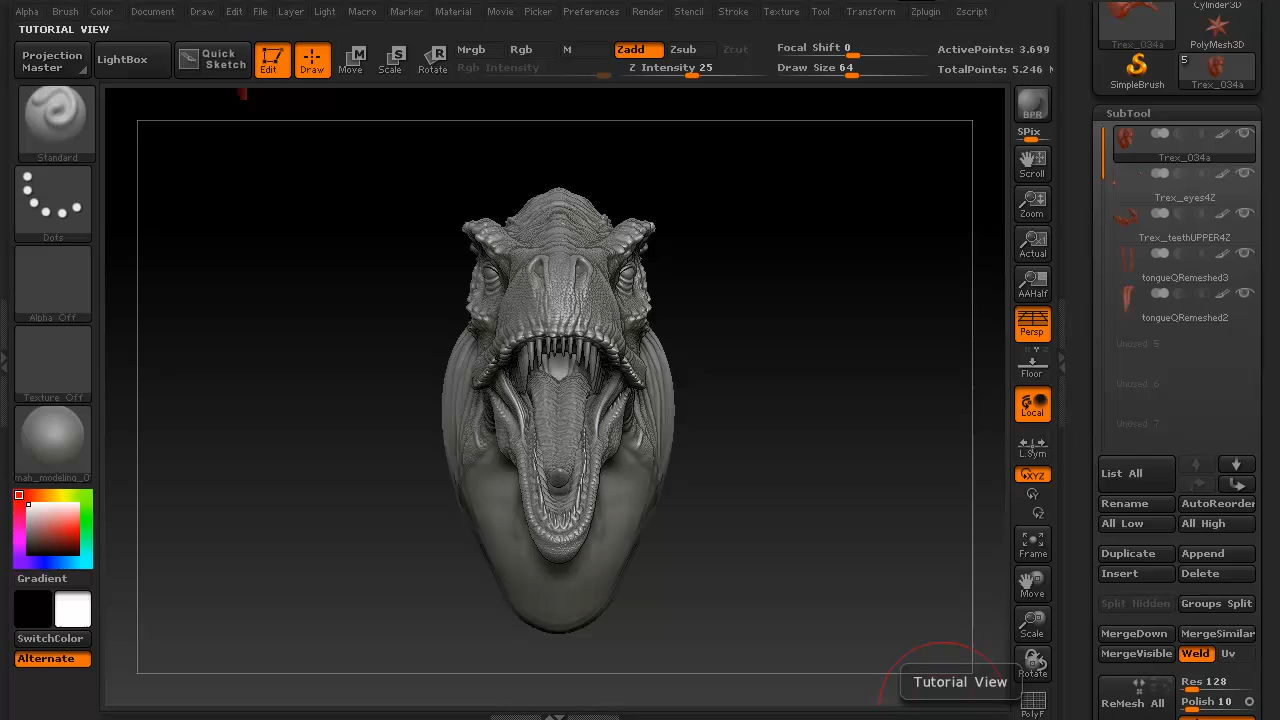 Alpha Brush Color Document Draw Edit File Layer Light Macro Marker Material Movie Picker Preferences Render Stencil Stroke Texture Tool Transform Zplugin Zscript
TUTORIAL VIEW
Projection Master
LightBox
Quick Sketch
Edit
Draw
Move
Scale
Rotate
Mrgb Rgb M
Rgb Intensity
Zadd Zsub Zcut
Z Intensity 25
Focal Shift 0
Draw Size 64
ActivePoints: 3.699
TotalPoints: 5.246
Standard
Dots
Alpha Off
Texture Off
Gradient
SwitchColor
Alternate
BPR
SPix
Scroll
Zoom
Actual
AAHalf
Persp
Floor
Local
L.Sym
XYZ
Frame
Move
Scale
Rotate
PolyF
Tutorial View
Cylinder3D
Trex_034a
PolyMesh3D
SimpleBrush
5
Trex_034a
SubTool
Trex_034a
Trex_eyes4Z
Trex_teethUPPER4Z
tongueQRemeshed3
tongueQRemeshed2
Unused 5
Unused 6
Unused 7
List All
Rename AutoReorder
All Low All High
Duplicate Append
Insert Delete
Split Hidden Groups Split
MergeDown MergeSimilar
MergeVisible Weld Uv
ReMesh All
Res 128
Polish 10